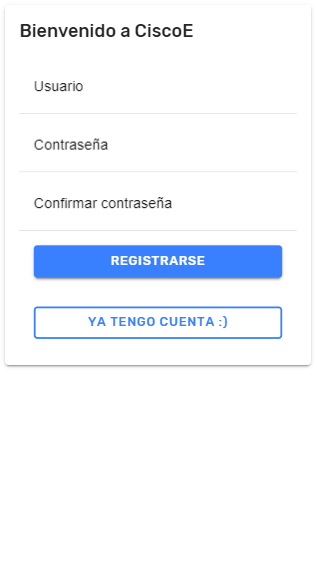 Bienvenido a CiscoE
Usuario
Contraseña
Confirmar contraseña
REGISTRARSE
YA TENGO CUENTA :)